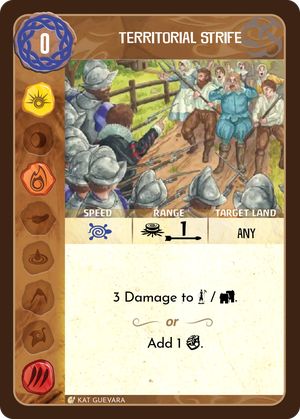 0
TERRITORIAL STRIFE
SPEED RANGE TARGET LAND
1 ANY
3 Damage to / .
or
Add 1 .
KAT GUEVARA